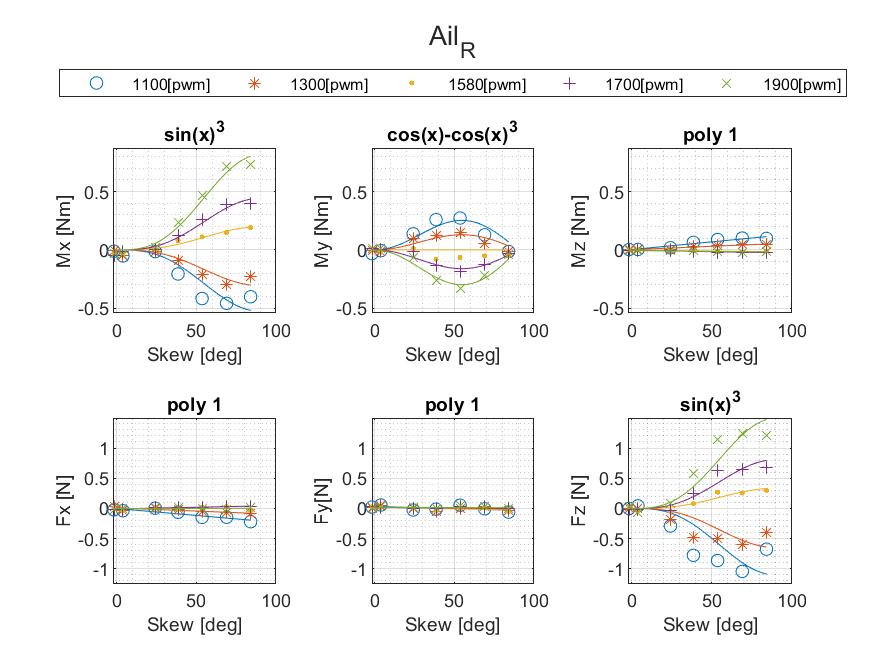 Ail_R
1100[pwm] 1300[pwm] 1580[pwm] 1700[pwm] 1900[pwm]
sin(x)^3 cos(x)-cos(x)^3 poly 1
Mx [Nm] My [Nm] Mz [Nm]
0.5 0.5 0.5
0 0 0
-0.5 -0.5 -0.5
0 50 100 0 50 100 0 50 100
Skew [deg] Skew [deg] Skew [deg]
poly 1 poly 1 sin(x)^3
Fx [N] Fy[N] Fz [N]
1 1 1
0.5 0.5 0.5
0 0 0
-0.5 -0.5 -0.5
-1 -1 -1
0 50 100 0 50 100 0 50 100
Skew [deg] Skew [deg] Skew [deg]